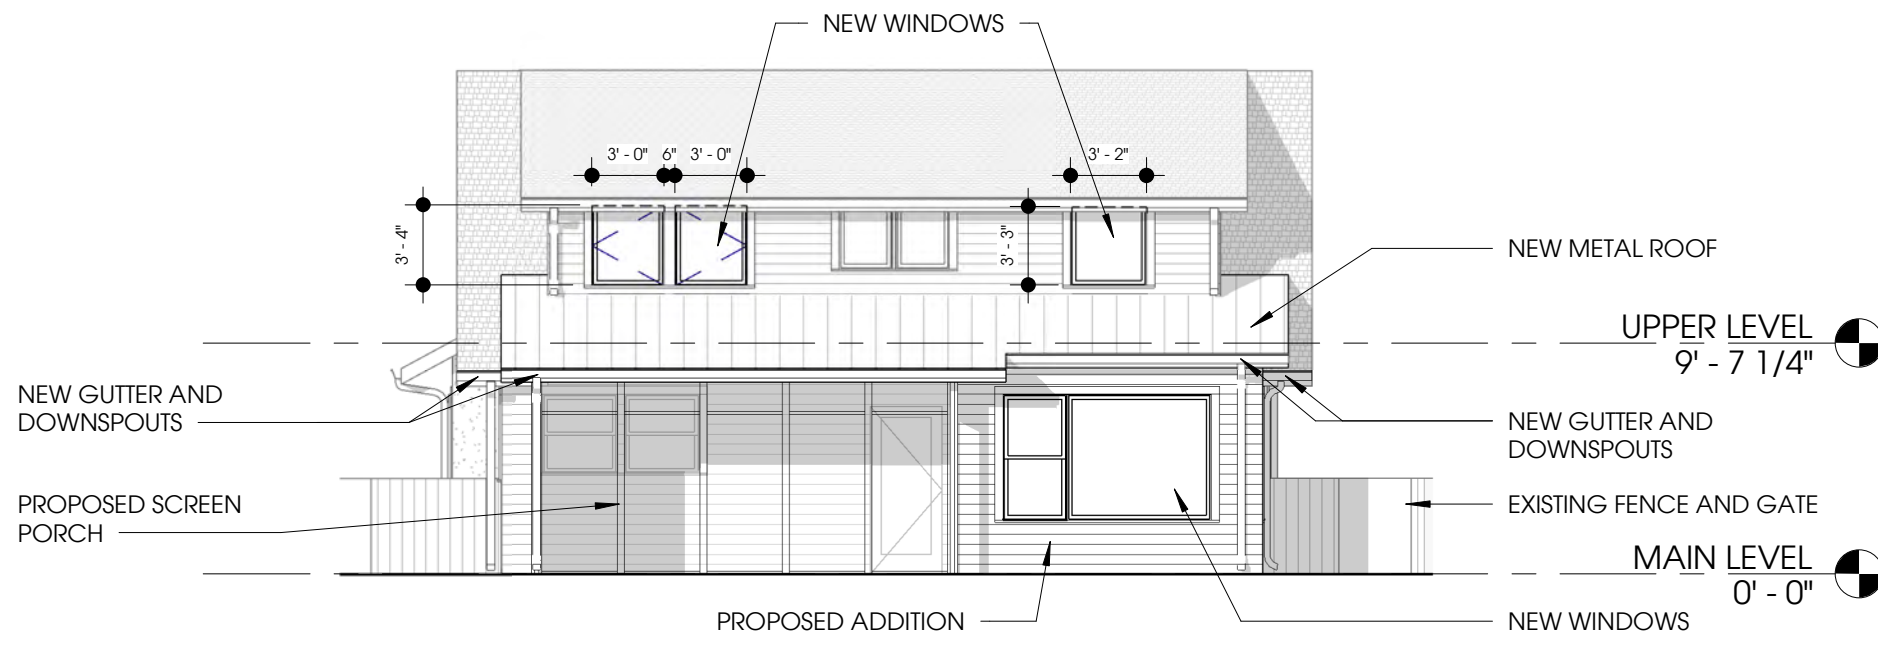 NEW WINDOWS
3' - 0" 6" 3' - 0"
3' - 2"
3' - 4"
3' - 3"
NEW METAL ROOF
UPPER LEVEL
9' - 7 1/4"
NEW GUTTER AND
DOWNSPOUTS
NEW GUTTER AND
DOWNSPOUTS
PROPOSED SCREEN
PORCH
EXISTING FENCE AND GATE
MAIN LEVEL
0' - 0"
PROPOSED ADDITION
NEW WINDOWS